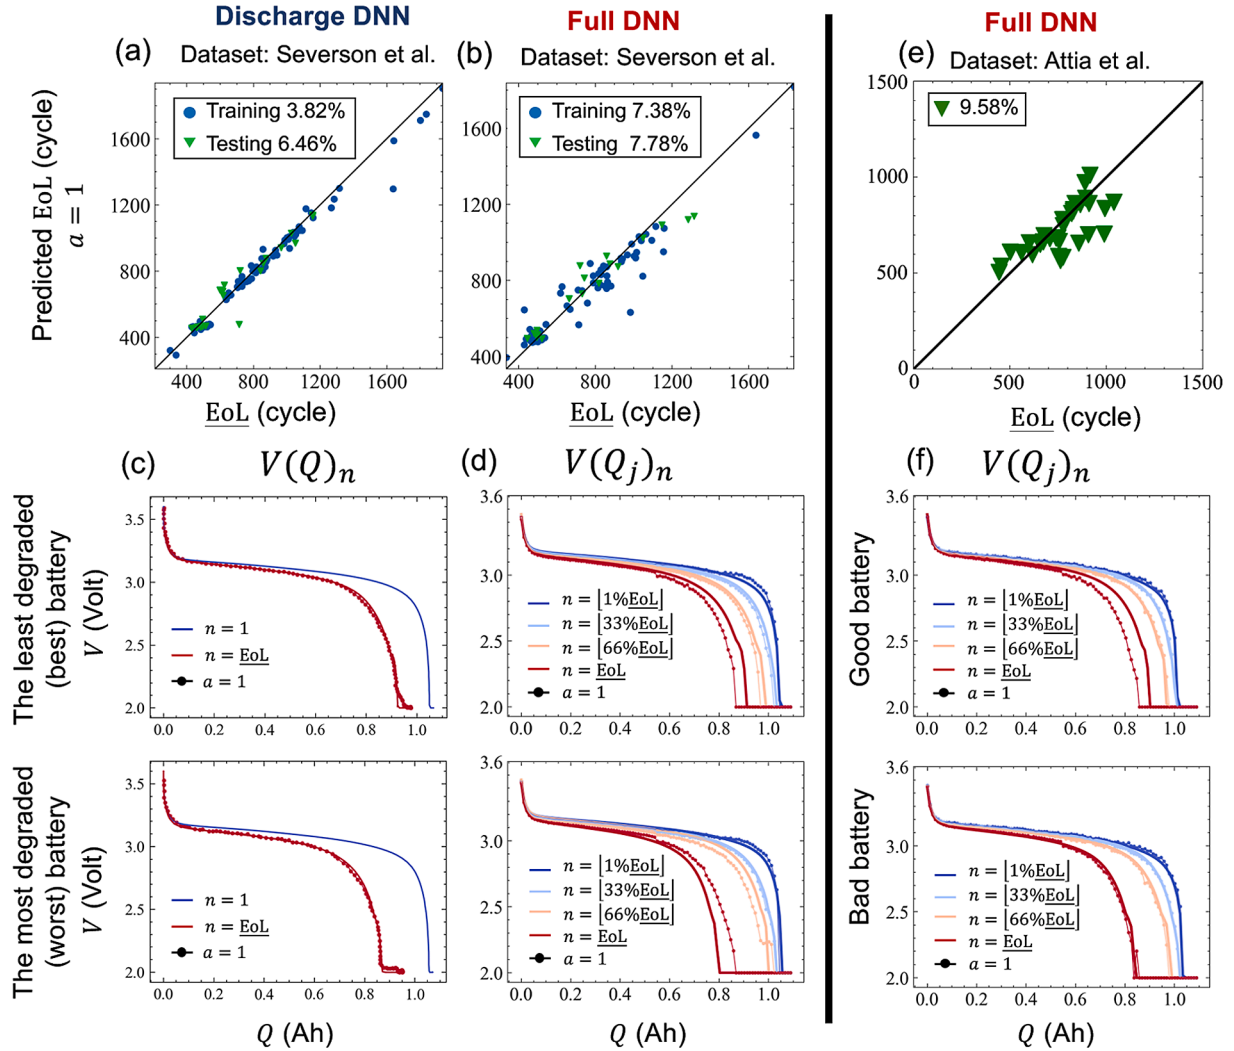 Discharge DNN
Full DNN
Full DNN
(a)
Dataset: Severson et al.
(b)
Dataset: Severson et al.
(e)
Dataset: Attia et al.
Predicted EoL (cycle)
a = 1
Training 3.82%
Testing 6.46%
1600
1200
800
400
400
800
1200
1600
EoL (cycle)
Training 7.38%
Testing 7.78%
1600
1200
800
400
400
800
1200
1600
EoL (cycle)
9.58%
1500
1000
500
0
0
500
1000
1500
EoL (cycle)
(c)
V(Q)n
(d)
V(Qj)n
(f)
V(Qj)n
The least degraded
(best) battery
V (Volt)
3.5
3.0
2.5
2.0
n = 1
n = EoL
a = 1
0.0
0.2
0.4
0.6
0.8
1.0
3.6
3.0
2.5
2.0
n = ⌊1%EoL⌋
n = ⌊33%EoL⌋
n = ⌊66%EoL⌋
n = EoL
a = 1
0.0
0.2
0.4
0.6
0.8
1.0
Good battery
3.6
3.0
2.5
2.0
n = ⌊1%EoL⌋
n = ⌊33%EoL⌋
n = ⌊66%EoL⌋
n = EoL
a = 1
0.0
0.2
0.4
0.6
0.8
1.0
The most degraded
(worst) battery
V (Volt)
3.5
3.0
2.5
2.0
n = 1
n = EoL
a = 1
0.0
0.2
0.4
0.6
0.8
1.0
Q (Ah)
3.6
3.0
2.5
2.0
n = ⌊1%EoL⌋
n = ⌊33%EoL⌋
n = ⌊66%EoL⌋
n = EoL
a = 1
0.0
0.2
0.4
0.6
0.8
1.0
Q (Ah)
Bad battery
3.6
3.0
2.5
2.0
n = ⌊1%EoL⌋
n = ⌊33%EoL⌋
n = ⌊66%EoL⌋
n = EoL
a = 1
0.0
0.2
0.4
0.6
0.8
1.0
Q (Ah)